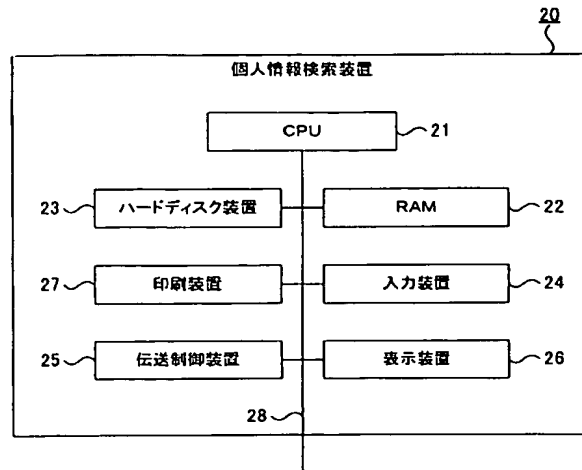 20
個人情報検索装置
CPU
21
23
ハードディスク装置
RAM
22
27
印刷装置
入力装置
24
25
伝送制御装置
表示装置
26
28